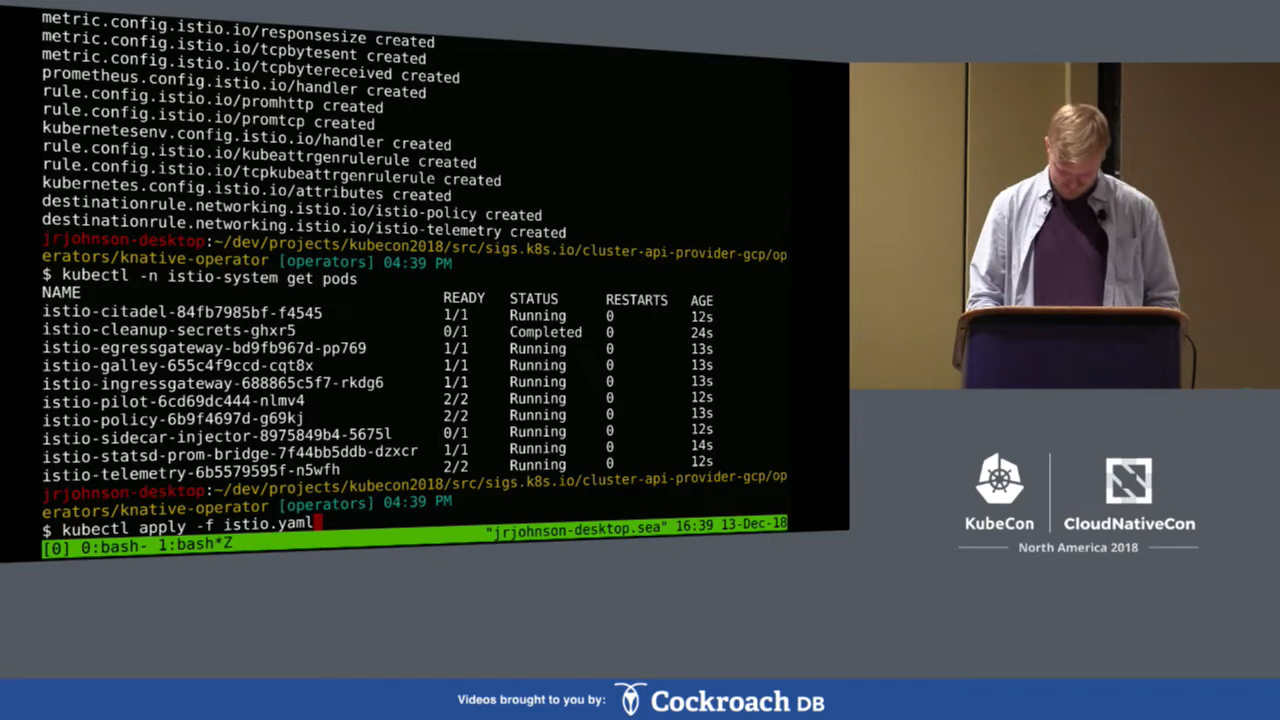 metric.config.istio.io/responsesize created
metric.config.istio.io/tcpbytesent created
metric.config.istio.io/tcpbytereceived created
prometheus.config.istio.io/handler created
rule.config.istio.io/promhttp created
rule.config.istio.io/promtcp created
kubernetesenv.config.istio.io/handler created
rule.config.istio.io/kubeattrgenrulerule created
rule.config.istio.io/tcpkubeattrgenrulerule created
kubernetes.config.istio.io/attributes created
destinationrule.networking.istio.io/istio-policy created
destinationrule.networking.istio.io/istio-telemetry created
jrjohnson-desktop:~/dev/projects/kubecon2018/src/sigs.k8s.io/cluster-api-provider-gcp/op
erators/knative-operator [operators] 04:39 PM
$ kubectl -n istio-system get pods
NAME READY STATUS RESTARTS AGE
istio-citadel-84fb7985bf-f4545 1/1 Running 0 12s
istio-cleanup-secrets-ghxr5 0/1 Completed 0 24s
istio-egressgateway-bd9fb967d-pp769 1/1 Running 0 13s
istio-galley-655c4f9ccd-cqt8x 1/1 Running 0 13s
istio-ingressgateway-688865c5f7-rkdg6 1/1 Running 0 13s
istio-pilot-6cd69dc444-nlmv4 2/2 Running 0 12s
istio-policy-6b9f4697d-g69kj 2/2 Running 0 13s
istio-sidecar-injector-8975849b4-5675l 0/1 Running 0 12s
istio-statsd-prom-bridge-7f44bb5ddb-dzxcr 1/1 Running 0 14s
istio-telemetry-6b5579595f-n5wfh 2/2 Running 0 12s
jrjohnson-desktop:~/dev/projects/kubecon2018/src/sigs.k8s.io/cluster-api-provider-gcp/op
erators/knative-operator [operators] 04:39 PM
$ kubectl apply -f istio.yaml
[0] 0:bash- 1:bash*Z "jrjohnson-desktop.sea" 16:39 13-Dec-18
KubeCon CloudNativeCon
North America 2018
Videos brought to you by: Cockroach DB